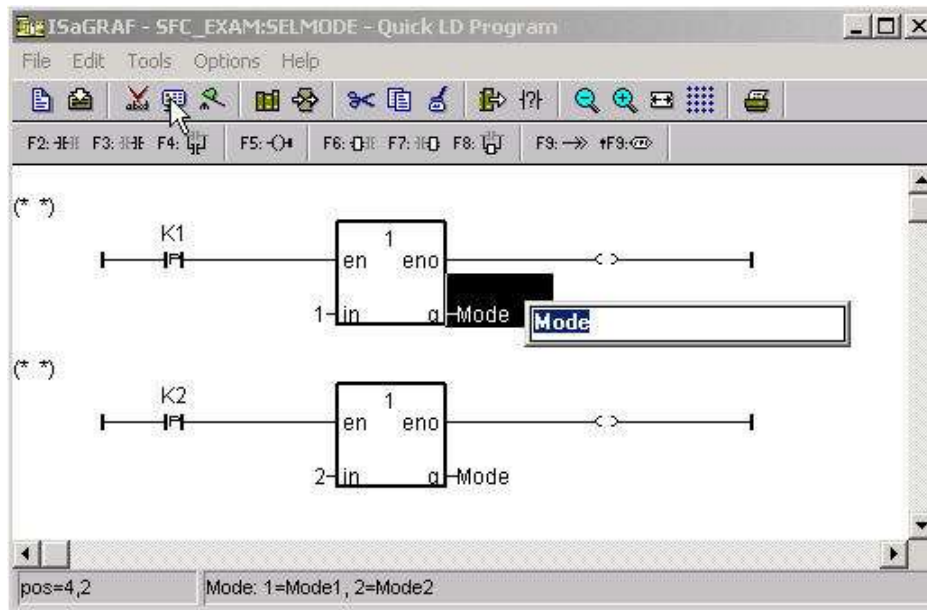 ISaGRAF - SFC_EXAM:SELMODE - Quick LD Program
File Edit Tools Options Help
F2: F3: F4: F5: F6: F7: F8: F9: F9:
(* *)
K1
1
en eno
1 in q Mode
Mode
(* *)
K2
1
en eno
2 in q Mode
pos=4,2 Mode: 1=Mode1, 2=Mode2